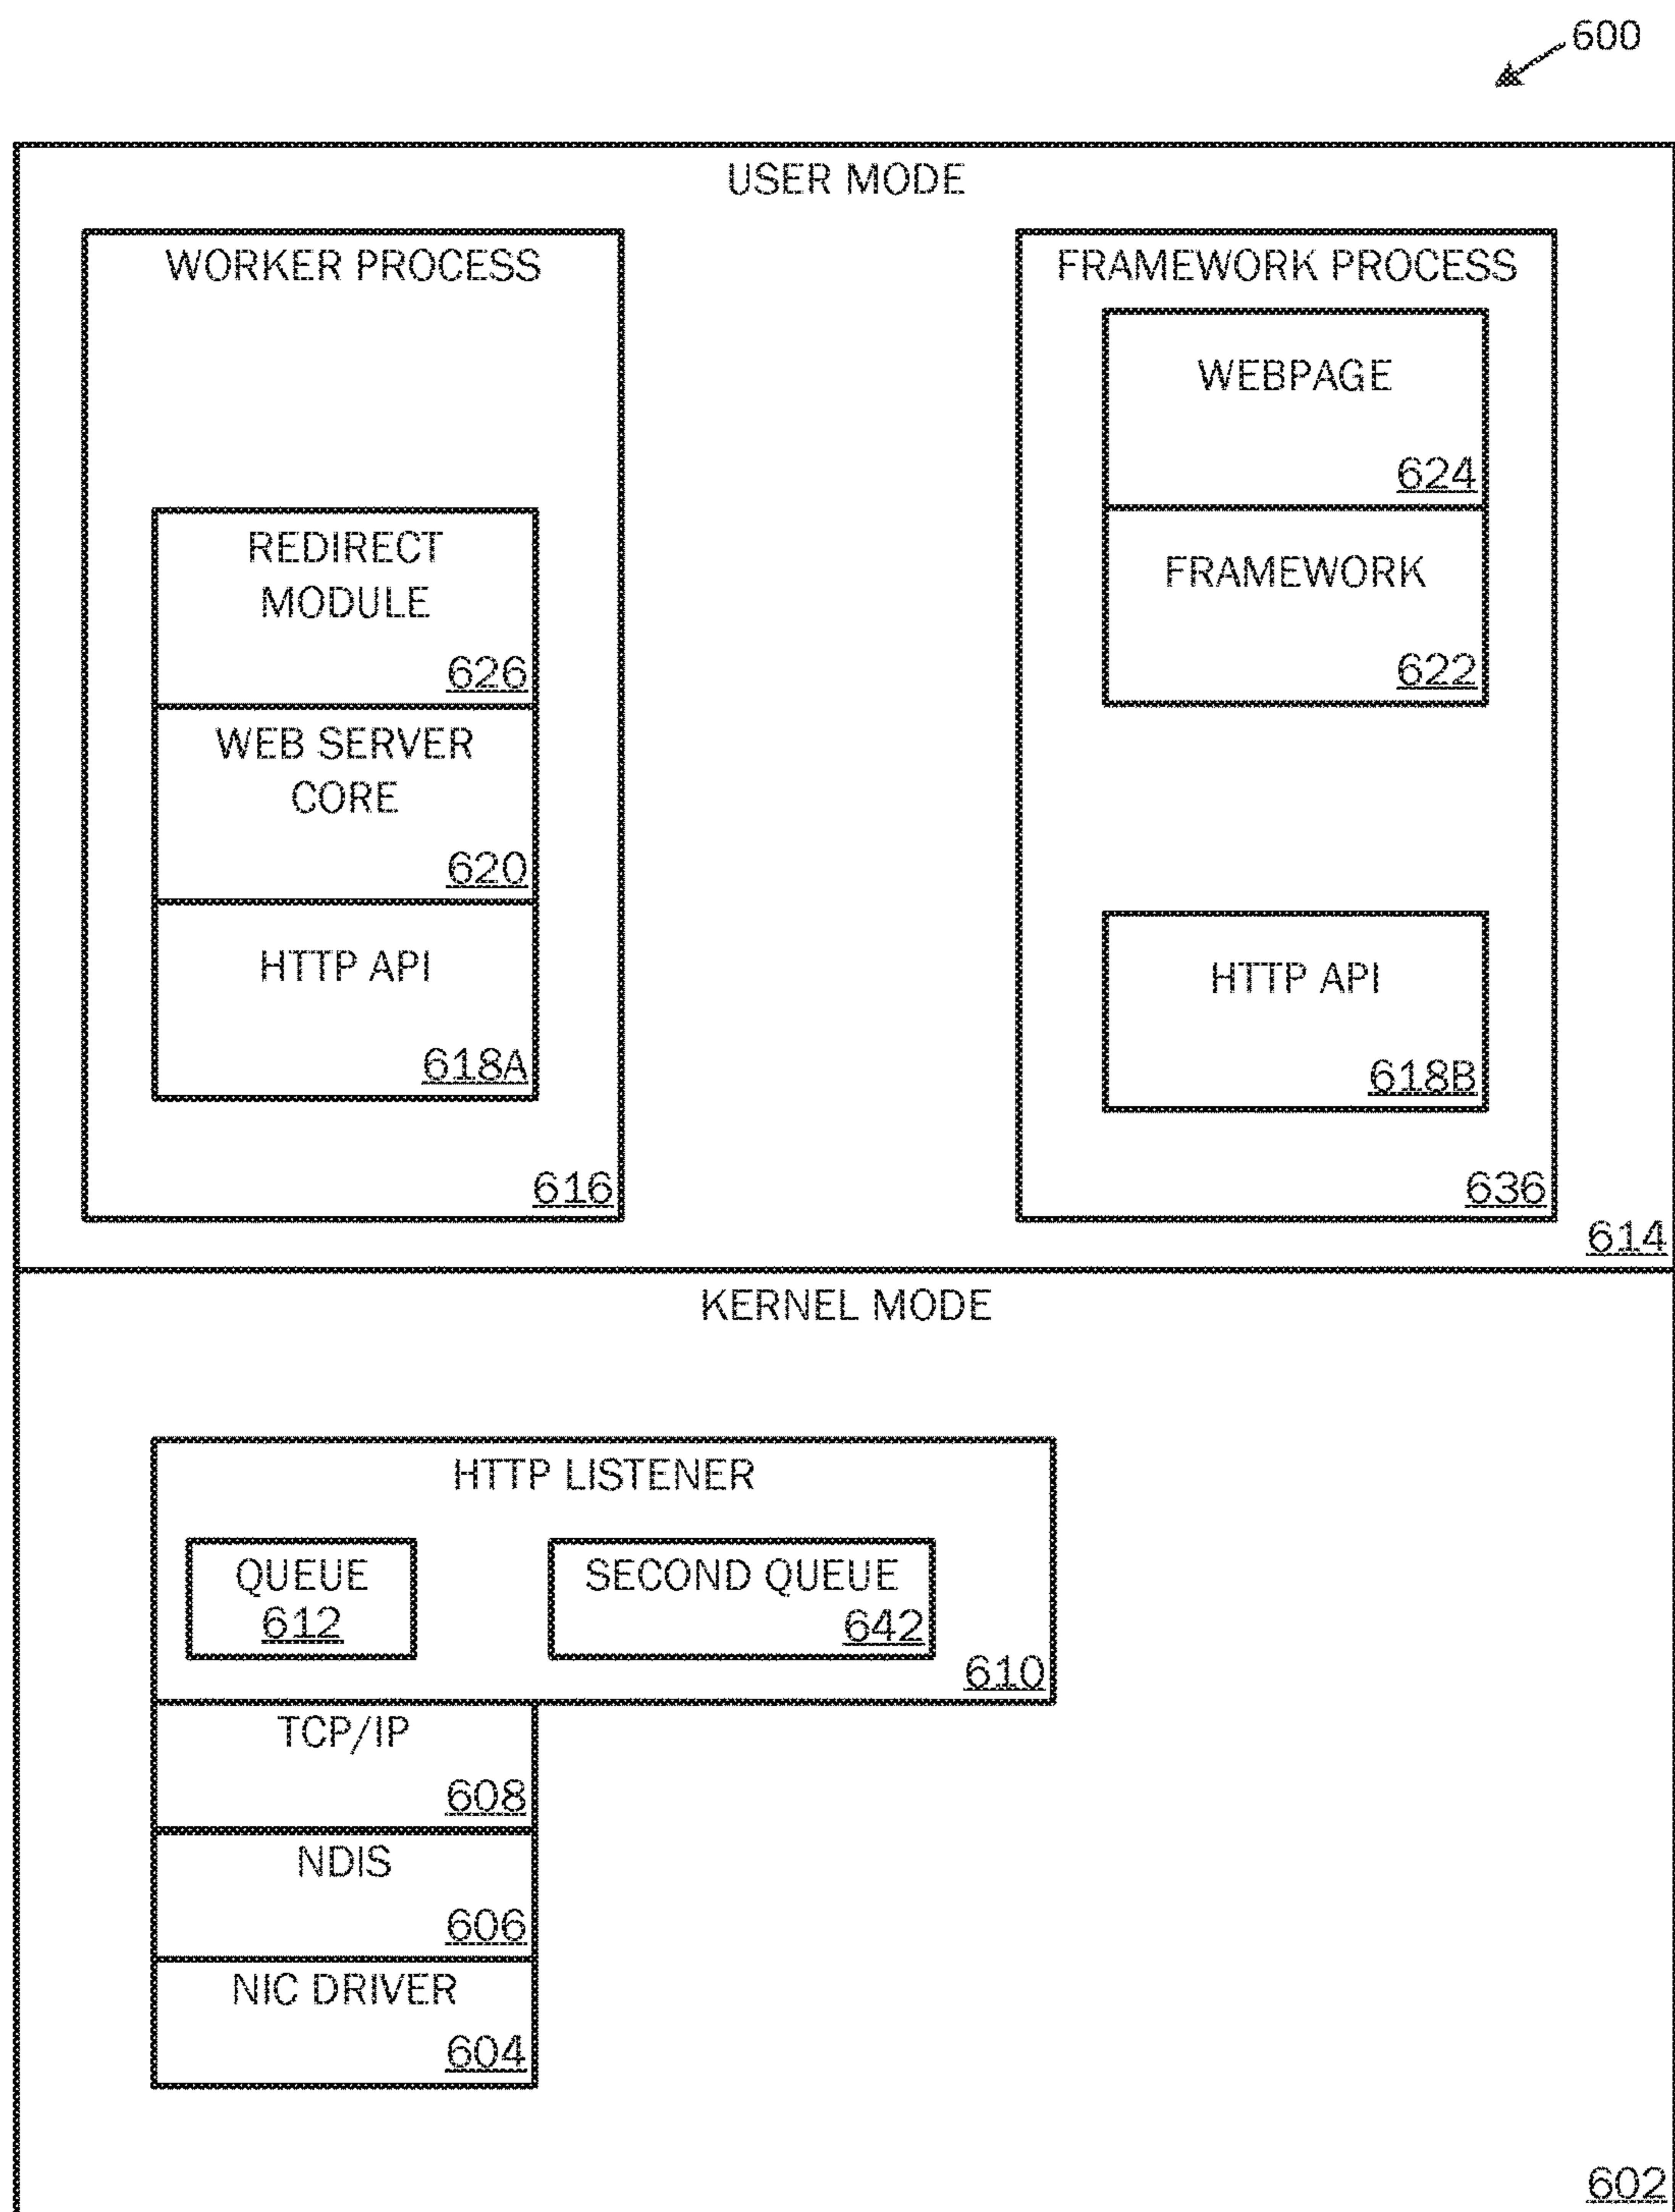 600
USER MODE
WORKER PROCESS
REDIRECT
MODULE
626
WEB SERVER
CORE
620
HTTP API
618A
616
FRAMEWORK PROCESS
WEBPAGE
624
FRAMEWORK
622
HTTP API
618B
636
614
KERNEL MODE
HTTP LISTENER
QUEUE
612
SECOND QUEUE
642
610
TCP/IP
608
NDIS
606
NIC DRIVER
604
602